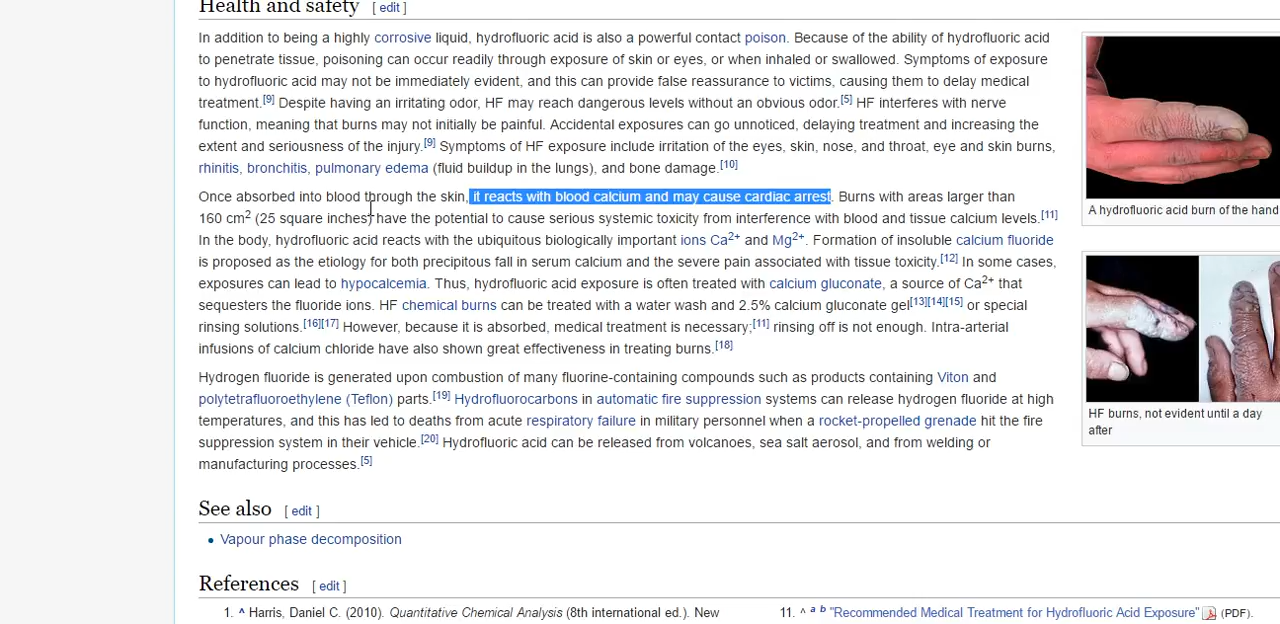 Health and safety [ edit ]
In addition to being a highly corrosive liquid, hydrofluoric acid is also a powerful contact poison. Because of the ability of hydrofluoric acid
to penetrate tissue, poisoning can occur readily through exposure of skin or eyes, or when inhaled or swallowed. Symptoms of exposure
to hydrofluoric acid may not be immediately evident, and this can provide false reassurance to victims, causing them to delay medical
treatment.[9] Despite having an irritating odor, HF may reach dangerous levels without an obvious odor.[5] HF interferes with nerve
function, meaning that burns may not initially be painful. Accidental exposures can go unnoticed, delaying treatment and increasing the
extent and seriousness of the injury.[9] Symptoms of HF exposure include irritation of the eyes, skin, nose, and throat, eye and skin burns,
rhinitis, bronchitis, pulmonary edema (fluid buildup in the lungs), and bone damage.[10]
Once absorbed into blood through the skin, it reacts with blood calcium and may cause cardiac arrest. Burns with areas larger than
160 cm2 (25 square inches) have the potential to cause serious systemic toxicity from interference with blood and tissue calcium levels.[11]
In the body, hydrofluoric acid reacts with the ubiquitous biologically important ions Ca2+ and Mg2+. Formation of insoluble calcium fluoride
is proposed as the etiology for both precipitous fall in serum calcium and the severe pain associated with tissue toxicity.[12] In some cases,
exposures can lead to hypocalcemia. Thus, hydrofluoric acid exposure is often treated with calcium gluconate, a source of Ca2+ that
sequesters the fluoride ions. HF chemical burns can be treated with a water wash and 2.5% calcium gluconate gel[13][14][15] or special
rinsing solutions.[16][17] However, because it is absorbed, medical treatment is necessary;[11] rinsing off is not enough. Intra-arterial
infusions of calcium chloride have also shown great effectiveness in treating burns.[18]
Hydrogen fluoride is generated upon combustion of many fluorine-containing compounds such as products containing Viton and
polytetrafluoroethylene (Teflon) parts.[19] Hydrofluorocarbons in automatic fire suppression systems can release hydrogen fluoride at high
temperatures, and this has led to deaths from acute respiratory failure in military personnel when a rocket-propelled grenade hit the fire
suppression system in their vehicle.[20] Hydrofluoric acid can be released from volcanoes, sea salt aerosol, and from welding or
manufacturing processes.[5]
See also [ edit ]
• Vapour phase decomposition
References [ edit ]
1. ^ Harris, Daniel C. (2010). Quantitative Chemical Analysis (8th international ed.). New
11. ^ a b "Recommended Medical Treatment for Hydrofluoric Acid Exposure" (PDF).
A hydrofluoric acid burn of the hand
HF burns, not evident until a day
after